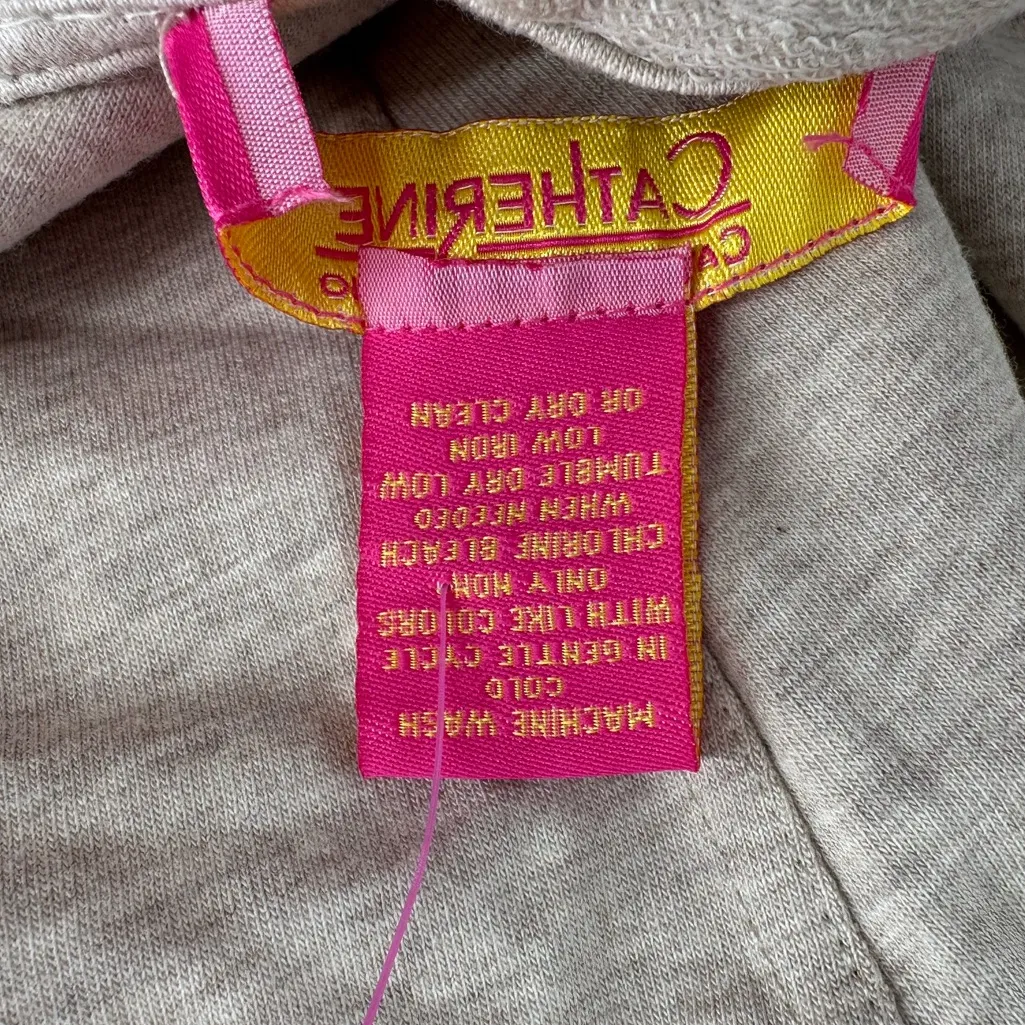 CATHERINE
CA
MACHINE WASH
COLD
IN GENTLE CYCLE
WITH LIKE COLORS
ONLY NON
CHLORINE BLEACH
WHEN NEEDED
TUMBLE DRY LOW
LOW IRON
OR DRY CLEAN